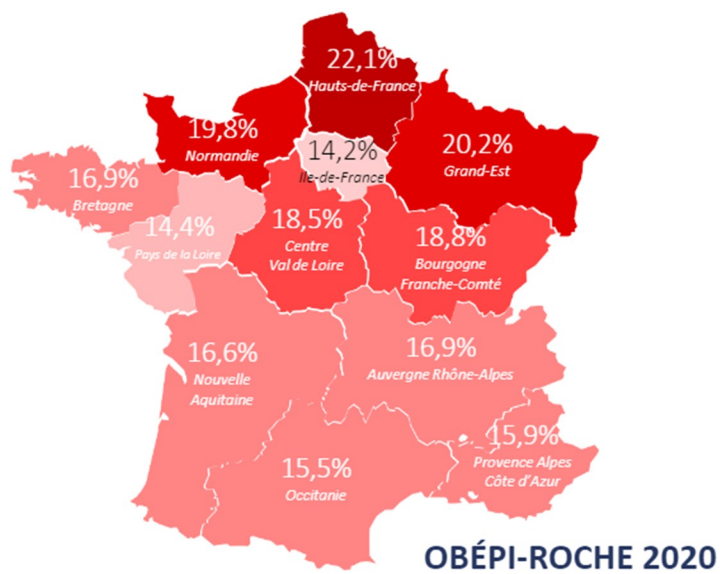 22,1%
Hauts-de-France
19,8%
Normandie
14,2%
Ile-de-France
20,2%
Grand-Est
16,9%
Bretagne
14,4%
Pays de la Loire
18,5%
Centre
Val de Loire
18,8%
Bourgogne
Franche-Comté
16,6%
Nouvelle
Aquitaine
16,9%
Auvergne Rhône-Alpes
15,5%
Occitanie
15,9%
Provence Alpes
Côte d'Azur
OBÉPI-ROCHE 2020